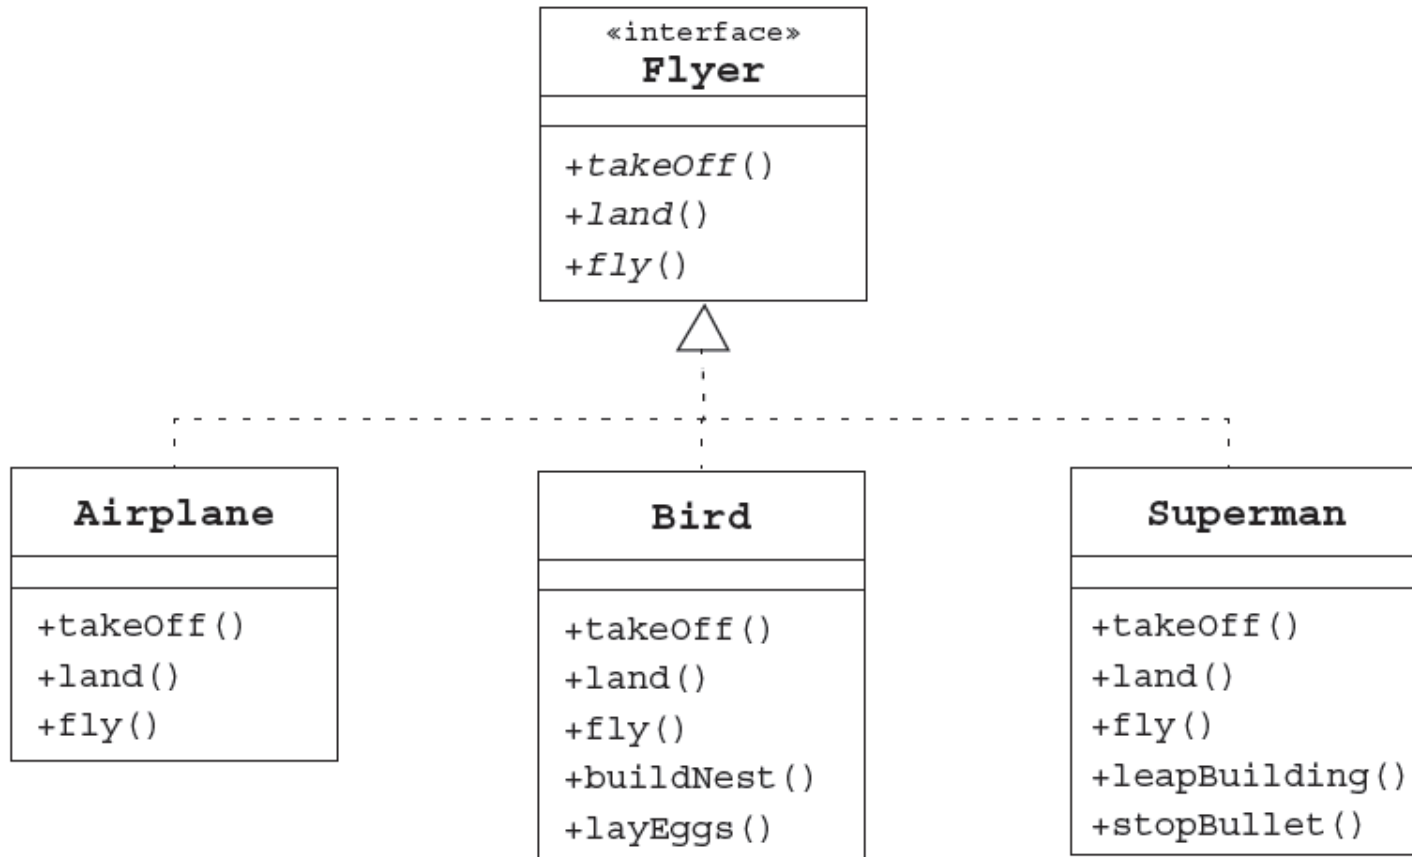 «interface»
Flyer
+takeOff()
+land()
+fly()
Airplane
+takeOff()
+land()
+fly()
Bird
+takeOff()
+land()
+fly()
+buildNest()
+layEggs()
Superman
+takeOff()
+land()
+fly()
+leapBuilding()
+stopBullet()